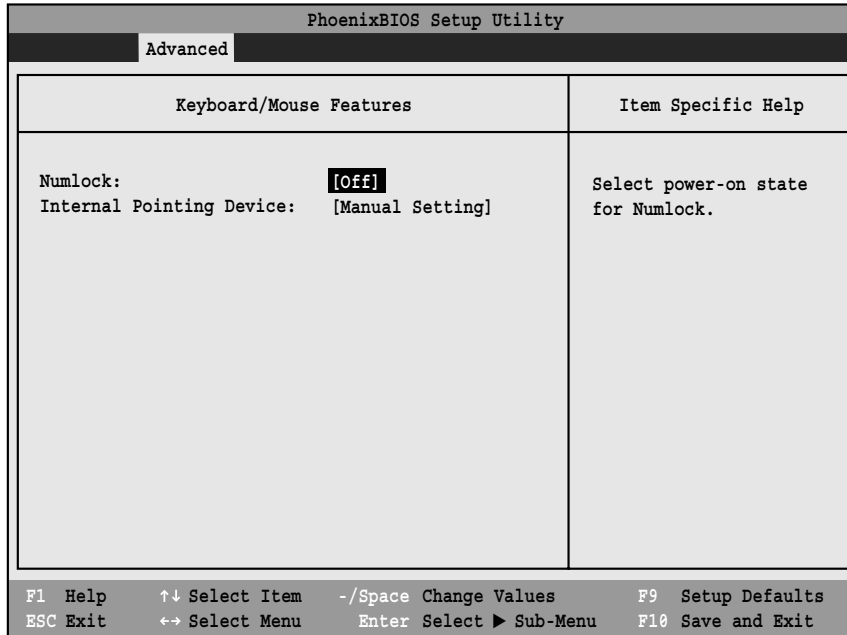 PhoenixBIOS Setup Utility
Advanced
Keyboard/Mouse Features
Item Specific Help
Numlock: [Off]
Internal Pointing Device: [Manual Setting]
Select power-on state
for Numlock.
F1 Help ↑↓ Select Item -/Space Change Values F9 Setup Defaults
ESC Exit ←→ Select Menu Enter Select ▶ Sub-Menu F10 Save and Exit